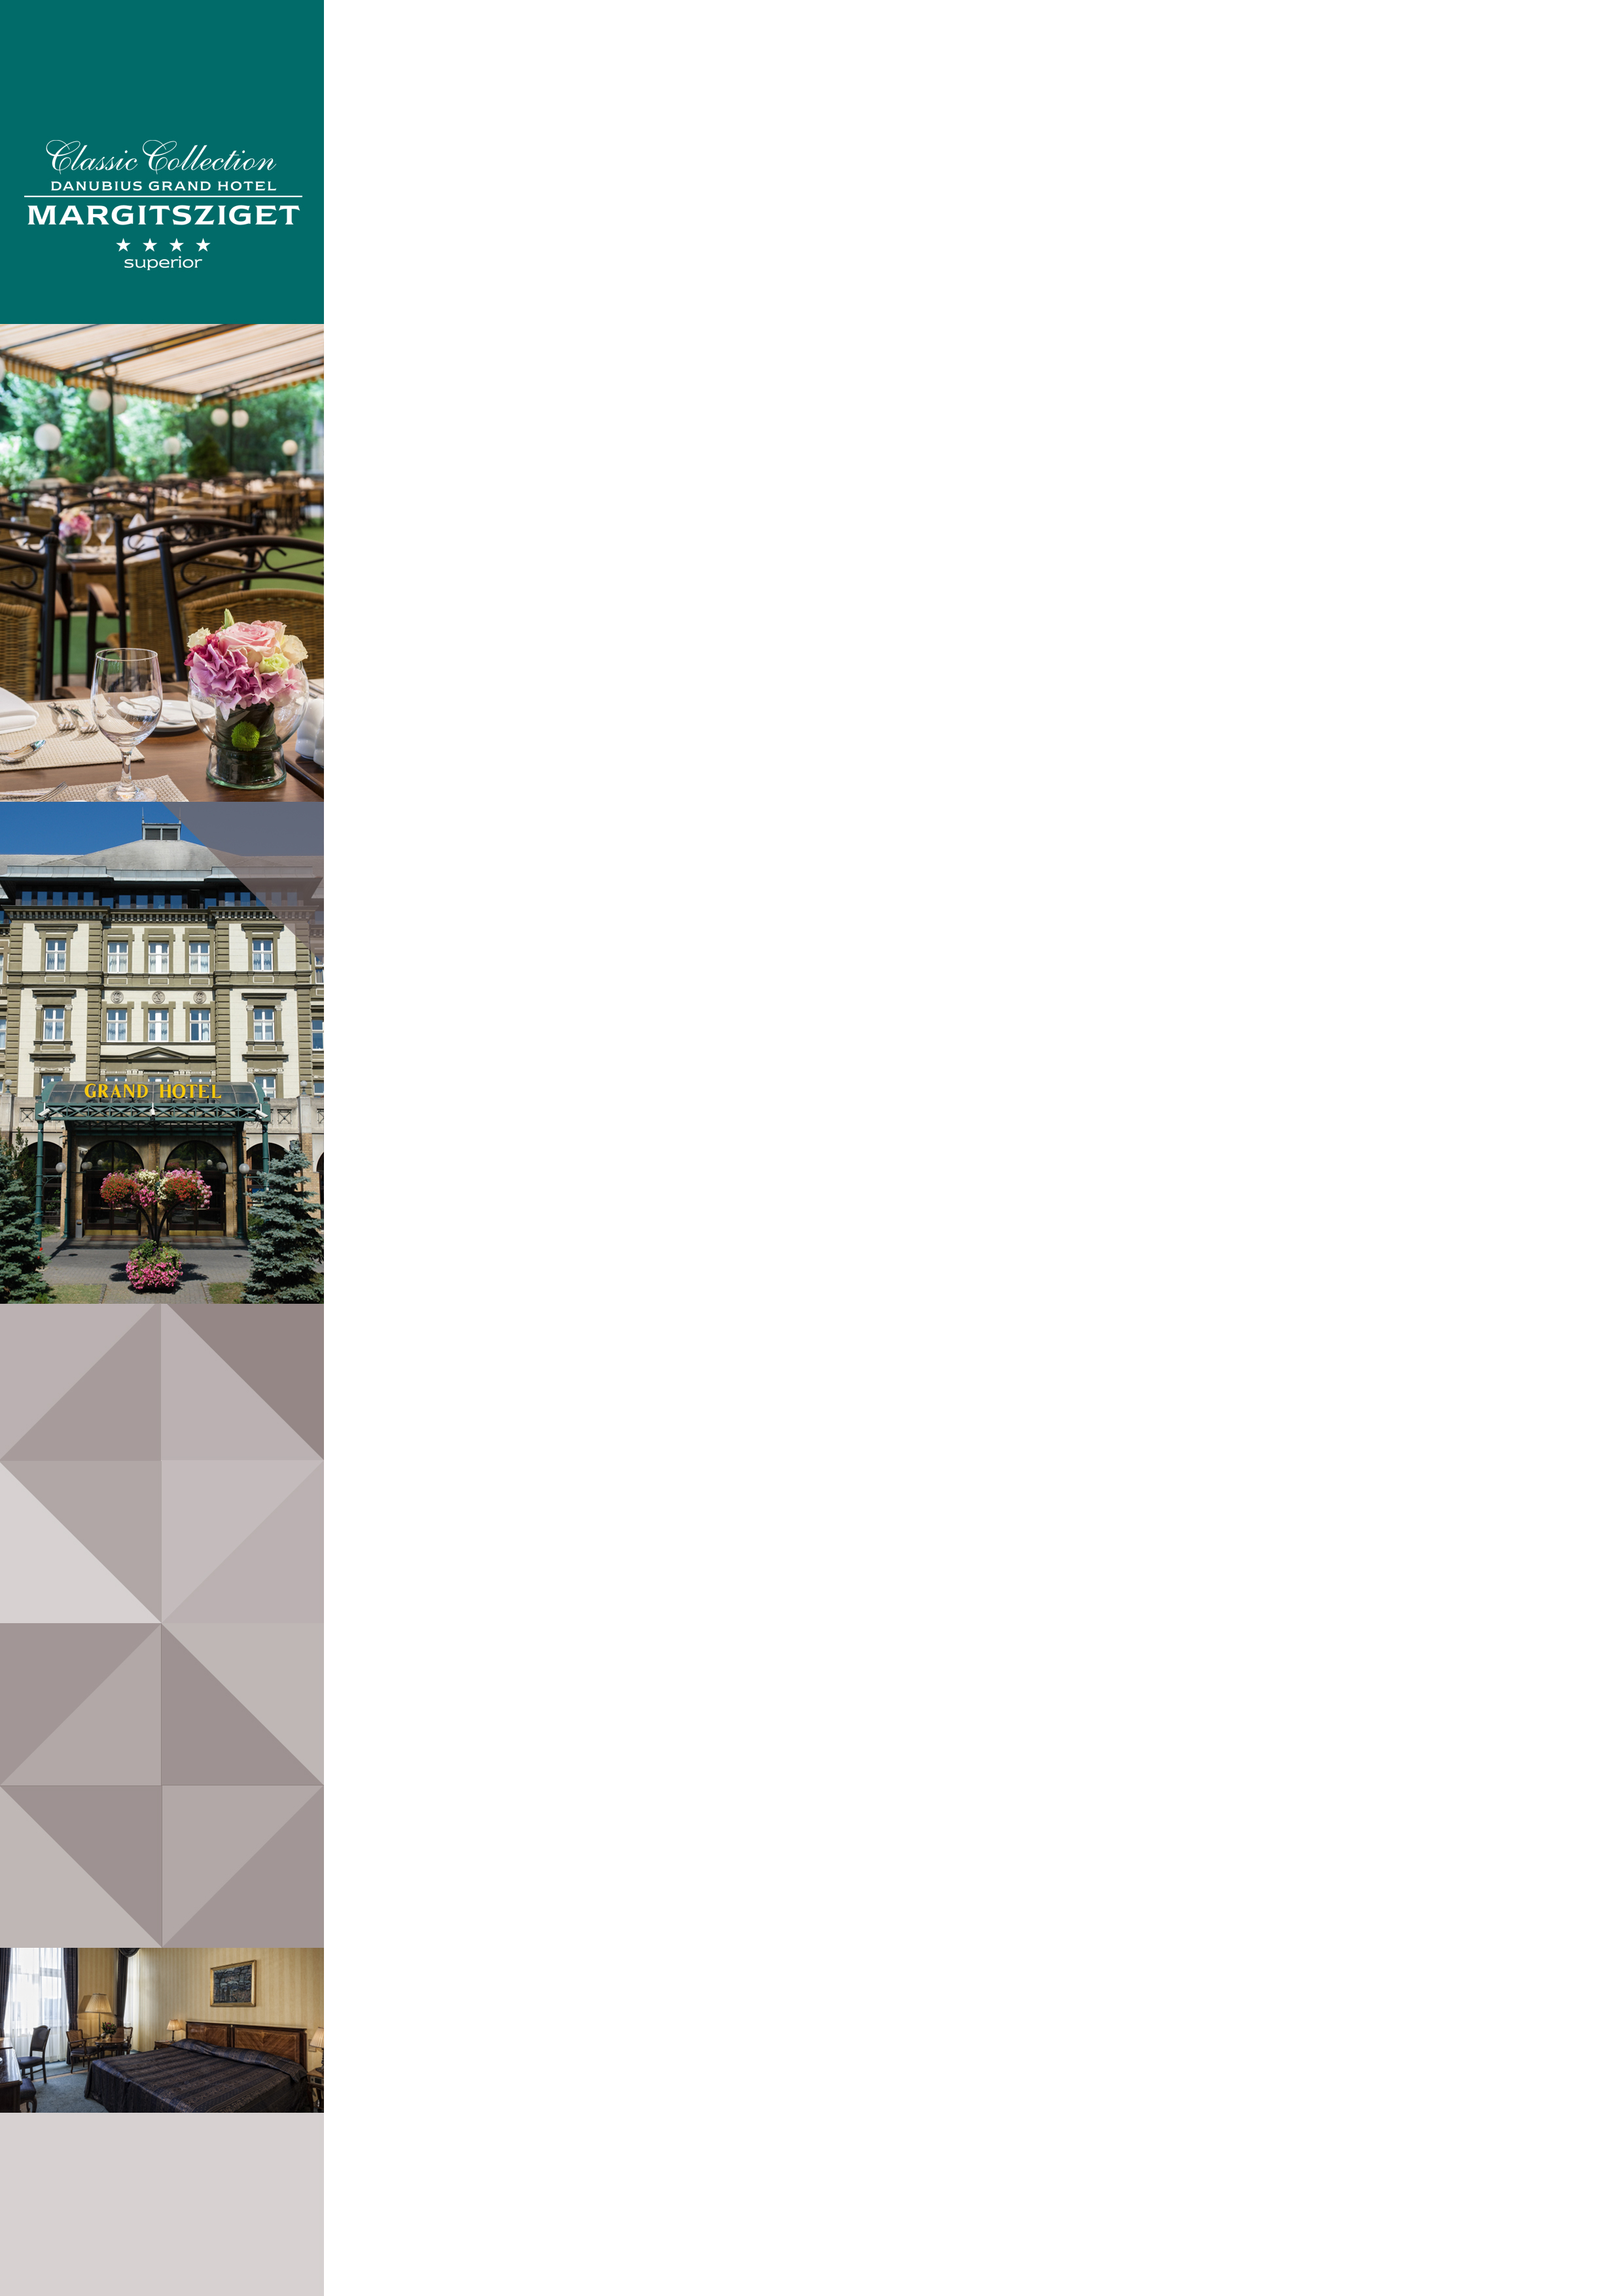 Classic Collection
DANUBIUS GRAND HOTEL
MARGITSZIGET
superior
GRAND HOTEL